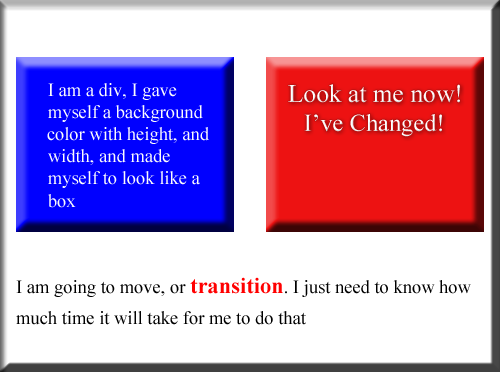 I am a div, I gave
myself a background
color with height, and
width, and made
myself to look like a
box
Look at me now!
I’ve Changed!
I am going to move, or transition. I just need to know how
much time it will take for me to do that